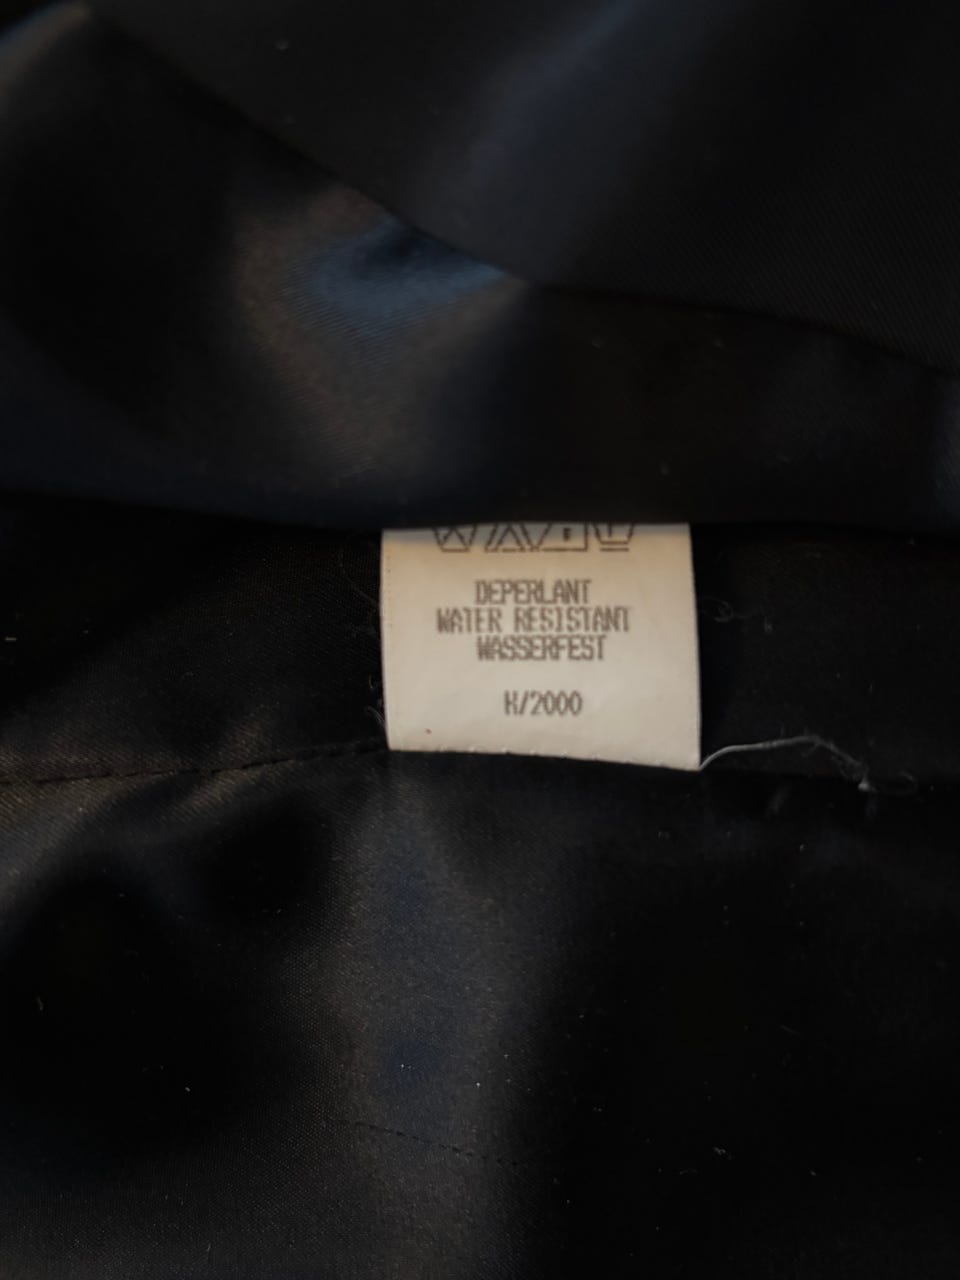 DEPERLANT
WATER RESISTANT
WASSERFEST
H/2000